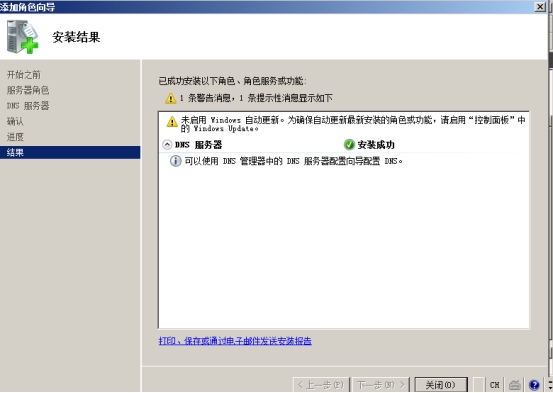 添加角色向导
安装结果
开始之前
服务器角色
DNS 服务器
确认
进度
结果
已成功安装以下角色、角色服务或功能:
1 条警告消息，1 条提示性消息显示如下
未启用 Windows 自动更新。为确保自动更新最新安装的角色或功能，请启用“控制面板”中
的 Windows Update。
DNS 服务器 安装成功
可以使用 DNS 管理器中的 DNS 服务器配置向导配置 DNS。
打印、保存或通过电子邮件发送安装报告
< 上一步(P) 下一步(N) > 关闭(O) CH